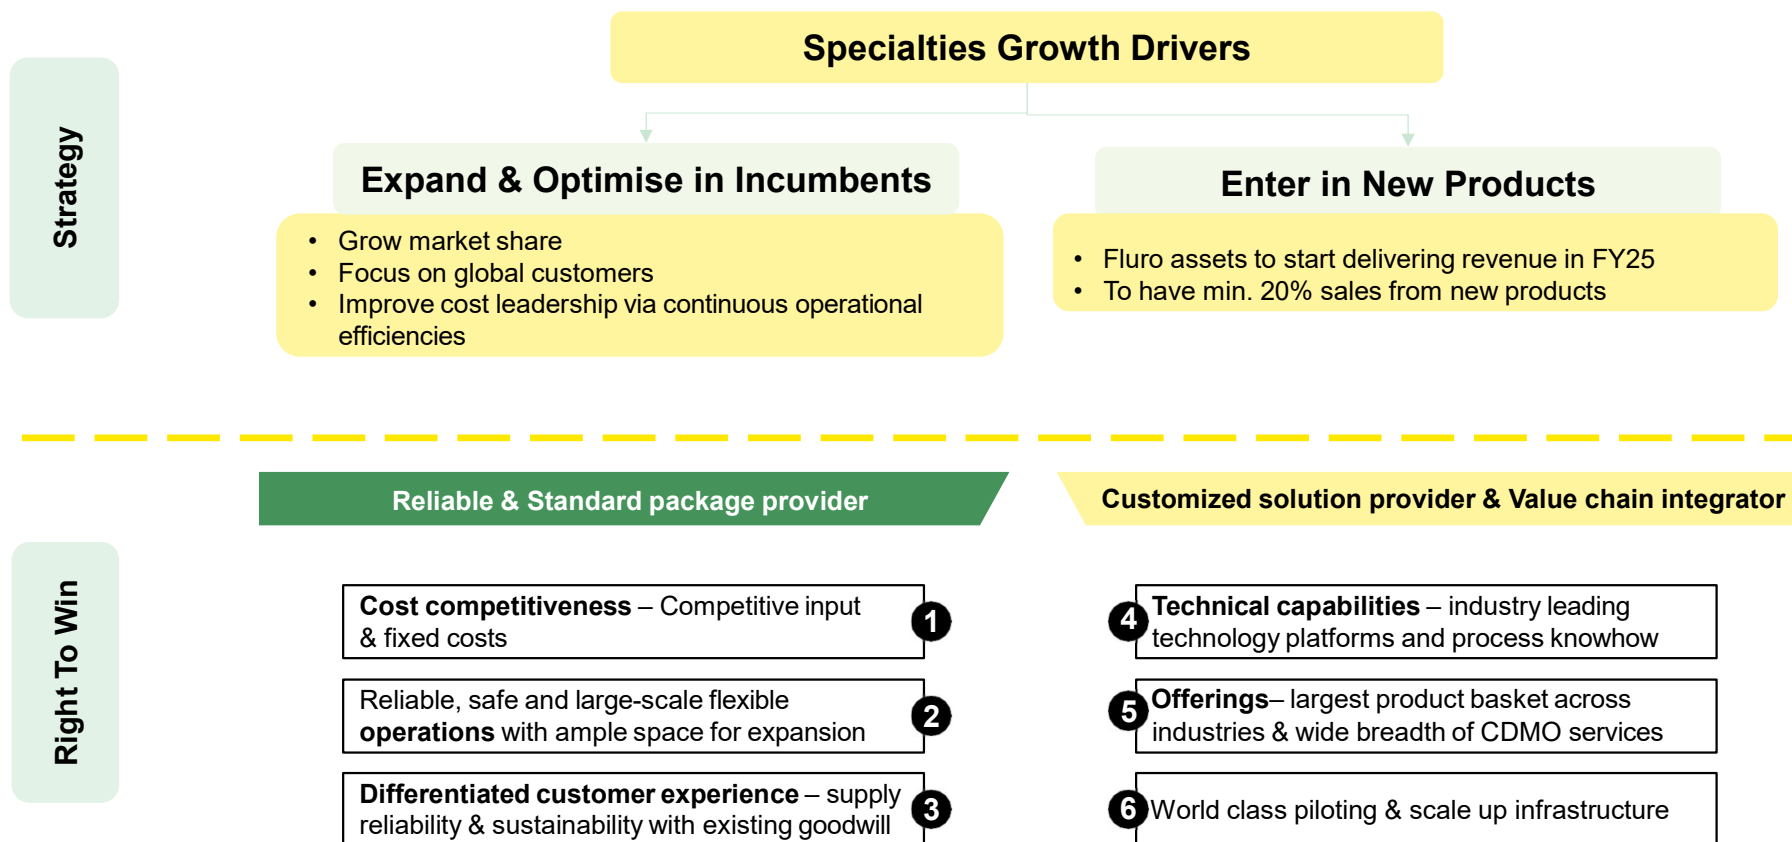 Specialties Growth Drivers
Strategy
Expand & Optimise in Incumbents
• Grow market share
• Focus on global customers
• Improve cost leadership via continuous operational
efficiencies
Enter in New Products
• Fluro assets to start delivering revenue in FY25
• To have min. 20% sales from new products
Right To Win
Reliable & Standard package provider
Cost competitiveness – Competitive input
& fixed costs
1
Reliable, safe and large-scale flexible
operations with ample space for expansion
2
Differentiated customer experience – supply
reliability & sustainability with existing goodwill
3
Customized solution provider & Value chain integrator
4
Technical capabilities – industry leading
technology platforms and process knowhow
5
Offerings– largest product basket across
industries & wide breadth of CDMO services
6
World class piloting & scale up infrastructure